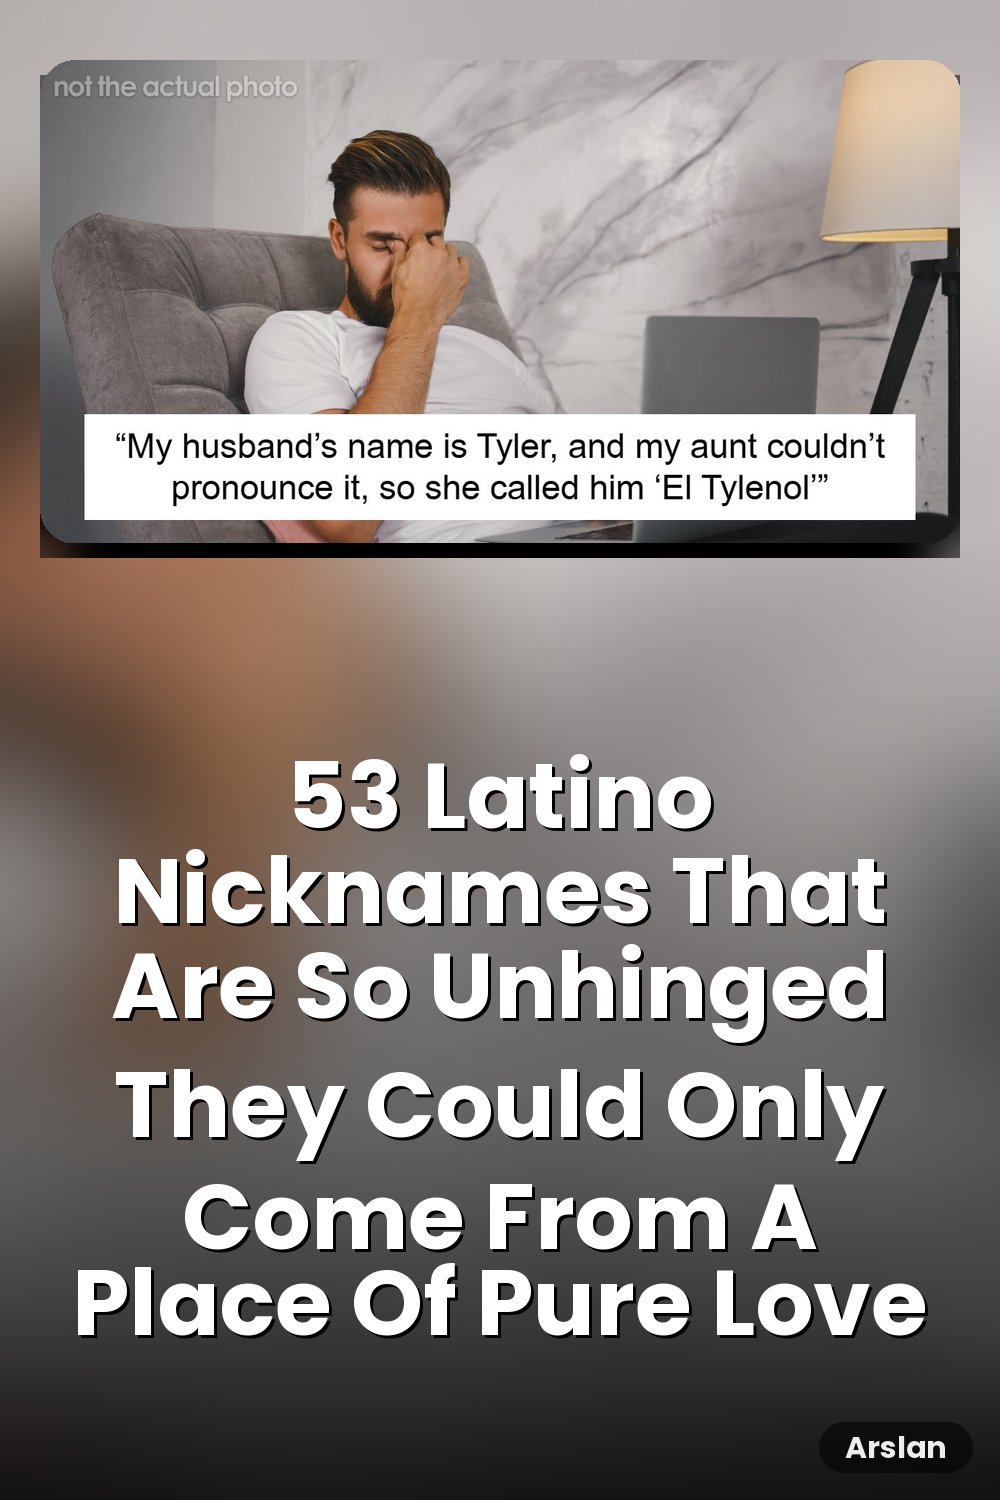 not the actual photo
“My husband’s name is Tyler, and my aunt couldn’t
pronounce it, so she called him ‘El Tylenol’”
53 Latino
Nicknames That
Are So Unhinged
They Could Only
Come From A
Place Of Pure Love
Arslan